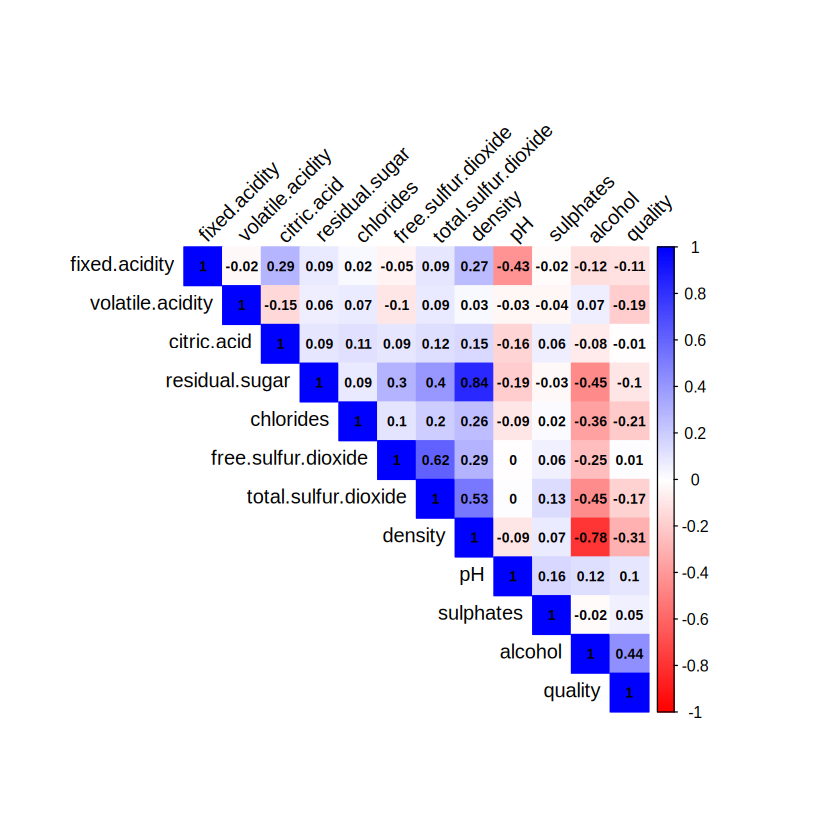 fixed.acidity volatile.acidity citric.acid residual.sugar chlorides free.sulfur.dioxide total.sulfur.dioxide density pH sulphates alcohol quality
fixed.acidity 1 -0.02 0.29 0.09 0.02 -0.05 0.09 0.27 -0.43 -0.02 -0.12 -0.11
volatile.acidity 1 -0.15 0.06 0.07 -0.1 0.09 0.03 -0.03 -0.04 0.07 -0.19
citric.acid 1 0.09 0.11 0.09 0.12 0.15 -0.16 0.06 -0.08 -0.01
residual.sugar 1 0.09 0.3 0.4 0.84 -0.19 -0.03 -0.45 -0.1
chlorides 1 0.1 0.2 0.26 -0.09 0.02 -0.36 -0.21
free.sulfur.dioxide 1 0.62 0.29 0 0.06 -0.25 0.01
total.sulfur.dioxide 1 0.53 0 0.13 -0.45 -0.17
density 1 -0.09 0.07 -0.78 -0.31
pH 1 0.16 0.12 0.1
sulphates 1 -0.02 0.05
alcohol 1 0.44
quality 1
1
0.8
0.6
0.4
0.2
0
-0.2
-0.4
-0.6
-0.8
-1